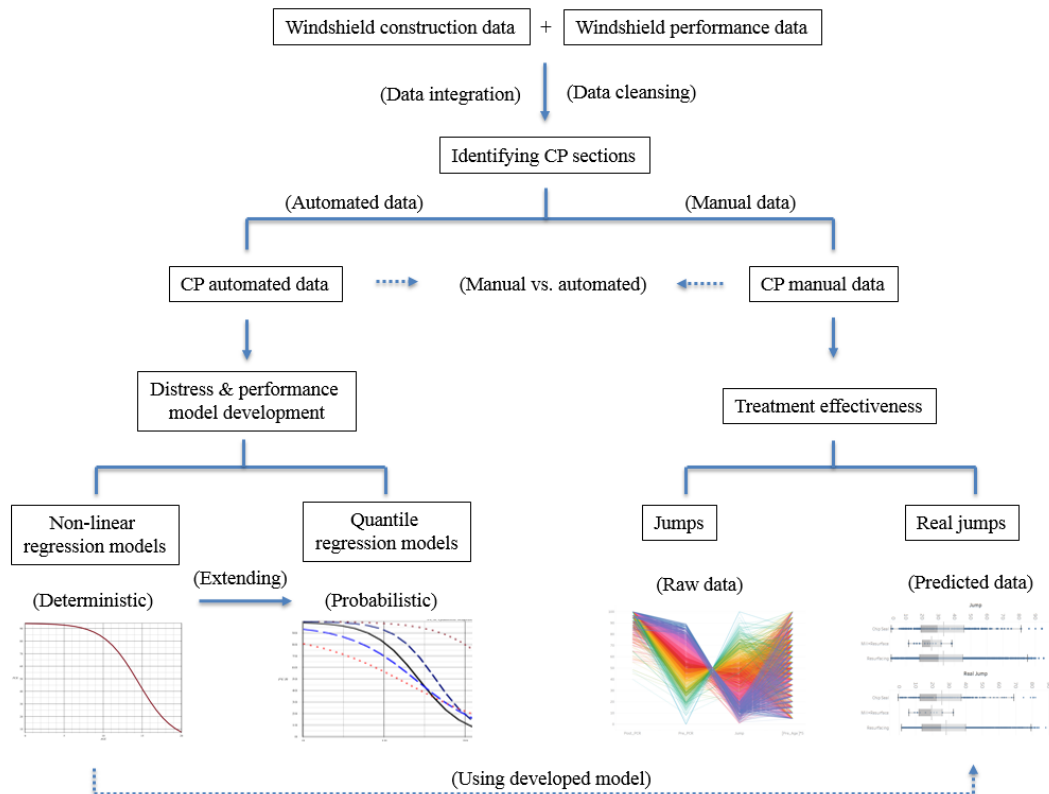 Windshield construction data + Windshield performance data
(Data integration) (Data cleansing)
Identifying CP sections
(Automated data) (Manual data)
CP automated data (Manual vs. automated) CP manual data
Distress & performance
model development
Treatment effectiveness
Non-linear
regression models
Quantile
regression models
Jumps
Real jumps
(Extending)
(Deterministic)
(Probabilistic)
(Raw data)
(Predicted data)
Jump
Real Jump
(Using developed model)